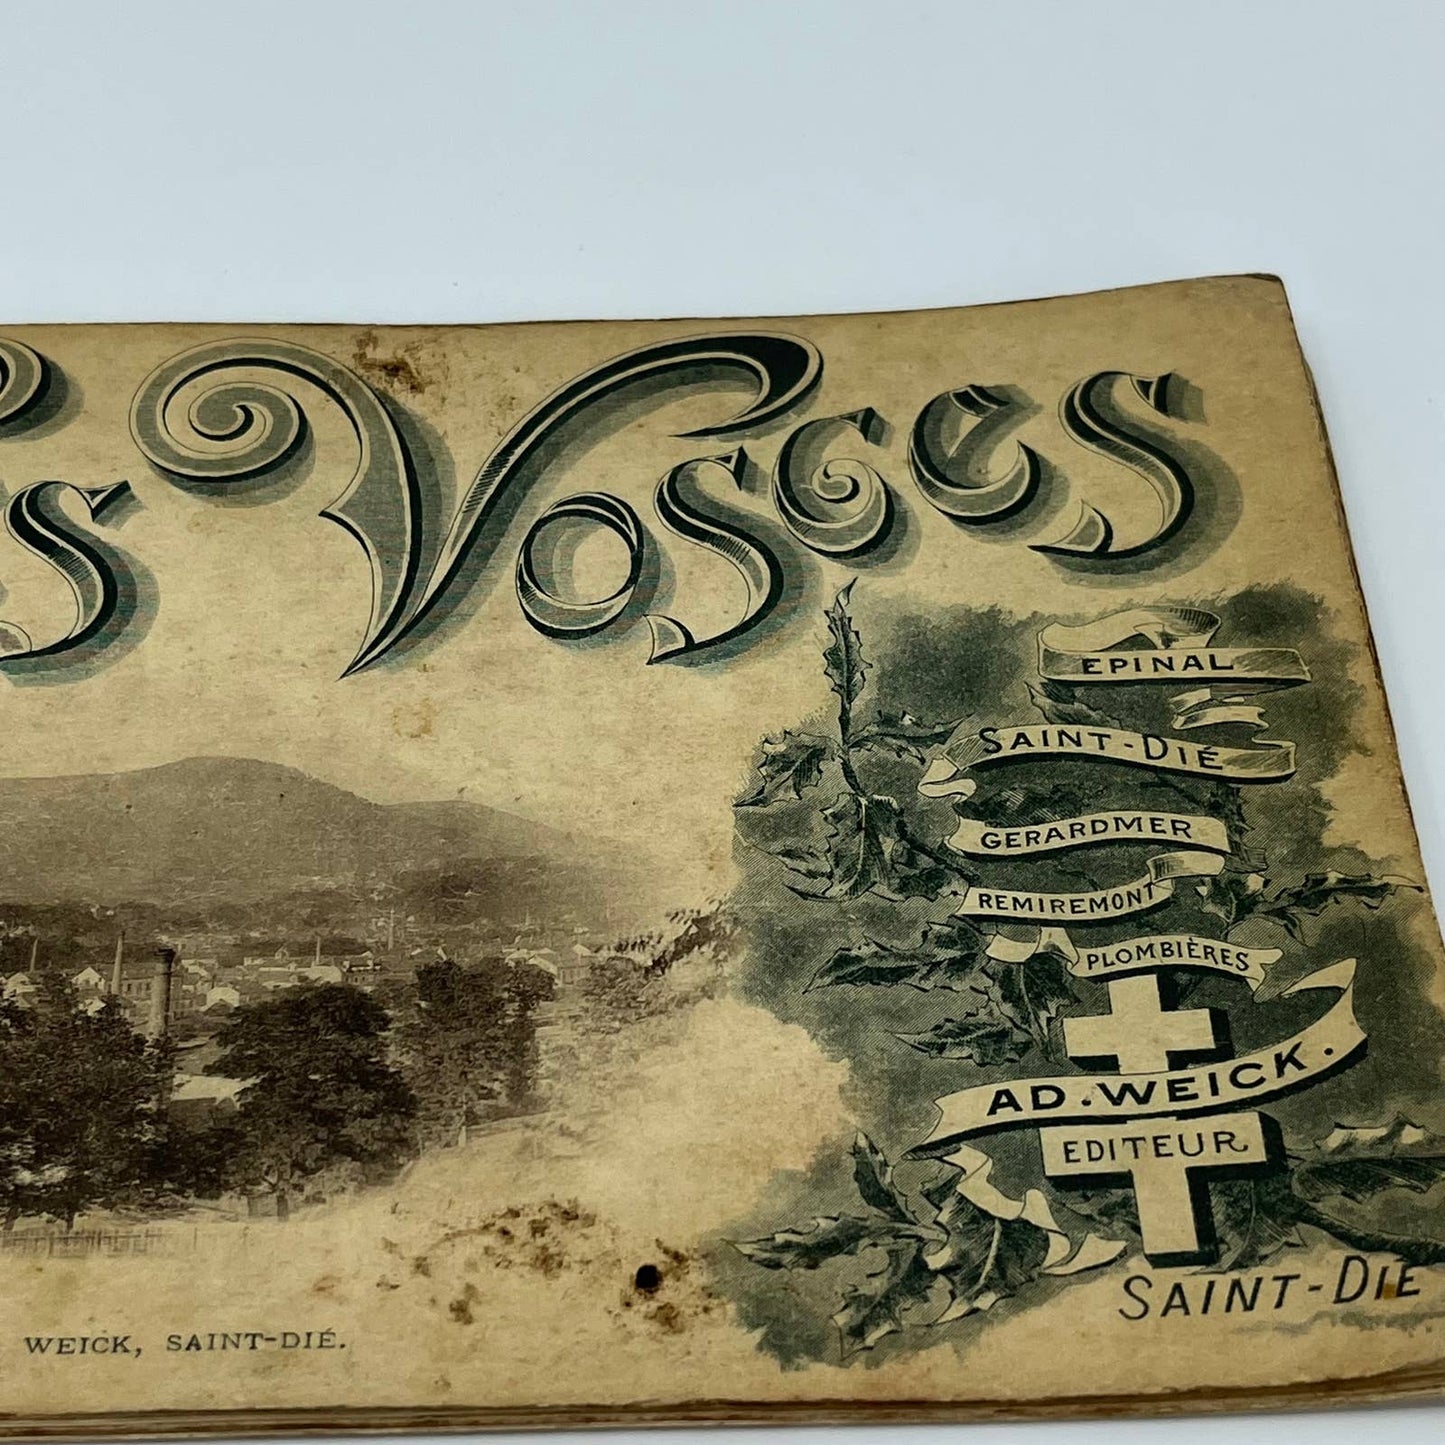 s Vosges
EPINAL
SAINT-DIÉ
GERARDMER
REMIREMONT
PLOMBIÈRES
AD. WEICK.
EDITEUR
SAINT-DIÉ
WEICK, SAINT-DIÉ.